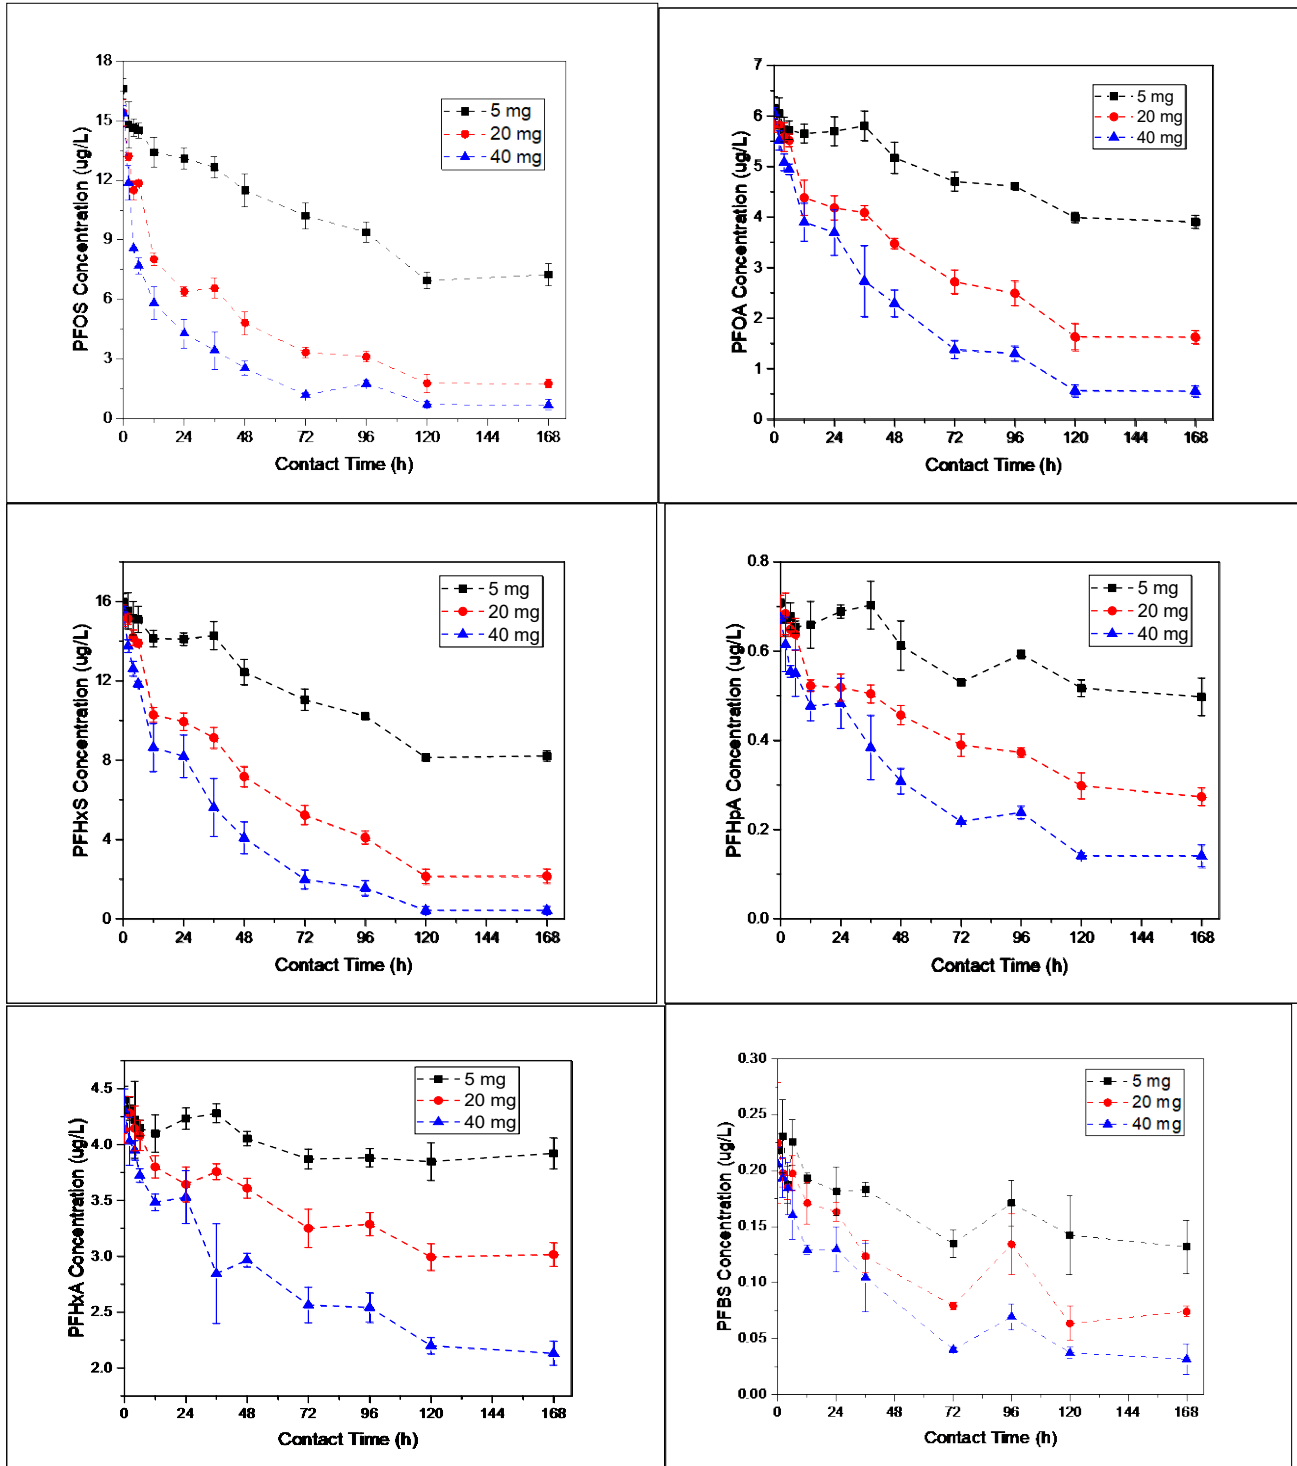 18
15
12
9
6
3
0
PFOS Concentration (ug/L)
5 mg
20 mg
40 mg
0 24 48 72 96 120 144 168
Contact Time (h)
7
6
5
4
3
2
1
0
PFOA Concentration (ug/L)
5 mg
20 mg
40 mg
0 24 48 72 96 120 144 168
Contact Time (h)
16
12
8
4
0
PFHxS Concentration (ug/L)
5 mg
20 mg
40 mg
0 24 48 72 96 120 144 168
Contact Time (h)
0.8
0.6
0.4
0.2
0.0
PFHpA Concentration (ug/L)
5 mg
20 mg
40 mg
0 24 48 72 96 120 144 168
Contact Time (h)
4.5
4.0
3.5
3.0
2.5
2.0
PFHxA Concentration (ug/L)
5 mg
20 mg
40 mg
0 24 48 72 96 120 144 168
Contact Time (h)
0.30
0.25
0.20
0.15
0.10
0.05
0.00
PFBS Concentration (ug/L)
5 mg
20 mg
40 mg
0 24 48 72 96 120 144 168
Contact Time (h)